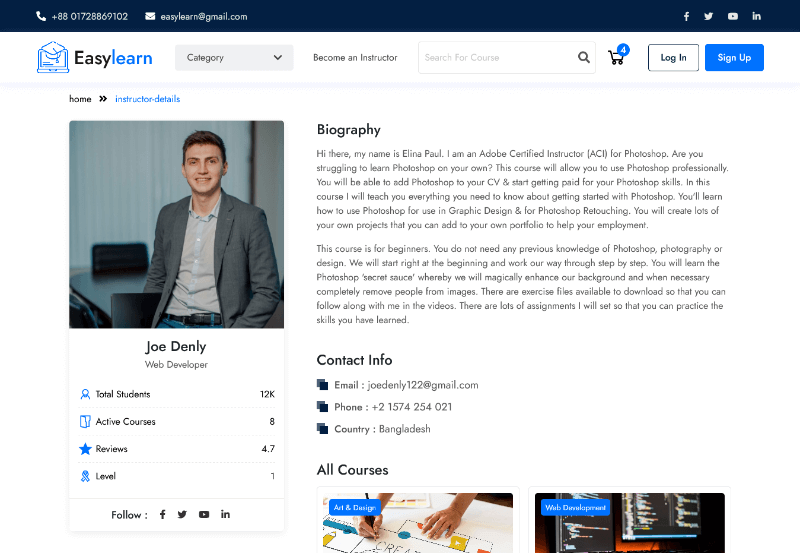 +88 01728869102 easylearn@gmail.com
Easylearn Category Become an Instructor Search For Course 4 Log In Sign Up
home » instructor-details
Joe Denly
Web Developer
Total Students 12K
Active Courses 8
Reviews 4.7
Level 1
Follow :
Biography
Hi there, my name is Elina Paul. I am an Adobe Certified Instructor (ACI) for Photoshop. Are you
struggling to learn Photoshop on your own? This course will allow you to use Photoshop professionally.
You will be able to add Photoshop to your CV & start getting paid for your Photoshop skills. In this
course I will teach you everything you need to know about getting started with Photoshop. You'll learn
how to use Photoshop for use in Graphic Design & for Photoshop Retouching. You will create lots of
your own projects that you can add to your own portfolio to help your employment.
This course is for beginners. You do not need any previous knowledge of Photoshop, photography or
design. We will start right at the beginning and work our way through step by step. You will learn the
Photoshop 'secret sauce' whereby we will magically enhance our background and when necessary
completely remove people from images. There are exercise files available to download so that you can
follow along with me in the videos. There are lots of assignments I will set so that you can practice the
skills you have learned.
Contact Info
Email : joedenly122@gmail.com
Phone : +2 1574 254 021
Country : Bangladesh
All Courses
Art & Design
Web Development